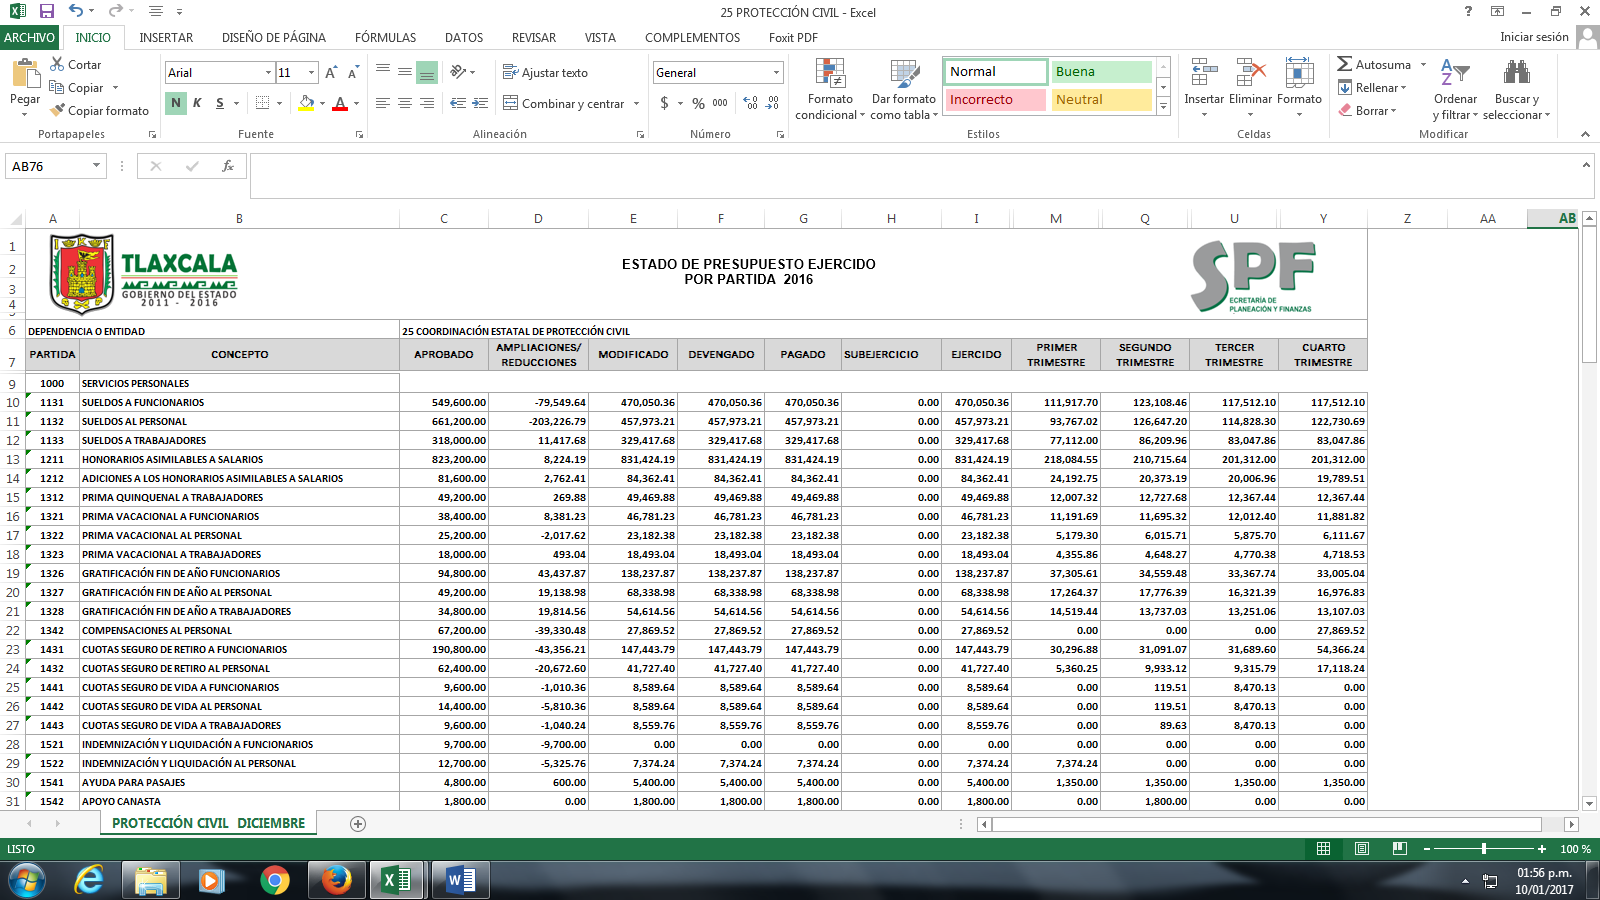 25 PROTECCIÓN CIVIL - Excel
ARCHIVO INICIO INSERTAR DISEÑO DE PÁGINA FÓRMULAS DATOS REVISAR VISTA COMPLEMENTOS Foxit PDF Iniciar sesión
Pegar
Cortar
Copiar
Copiar formato
Portapapeles
Arial 11
N K S
Fuente
Ajustar texto
Combinar y centrar
Alineación
General
$ % 000
Número
Formato condicional
Dar formato como tabla
Normal Buena
Incorrecto Neutral
Estilos
Insertar Eliminar Formato
Celdas
Autosuma
Rellenar
Borrar
Ordenar y filtrar
Buscar y seleccionar
Modificar
AB76 fx
A B C D E F G H I M Q U Y Z AA AB
TLAXCALA
GOBIERNO DEL ESTADO
2011 - 2016
ESTADO DE PRESUPUESTO EJERCIDO
POR PARTIDA 2016
SPF
ECRETARÍA DE
PLANEACIÓN Y FINANZAS
1
2
3
4
6 DEPENDENCIA O ENTIDAD 25 COORDINACIÓN ESTATAL DE PROTECCIÓN CIVIL
7 PARTIDA CONCEPTO APROBADO AMPLIACIONES/ REDUCCIONES MODIFICADO DEVENGADO PAGADO SUBEJERCICIO EJERCIDO PRIMER TRIMESTRE SEGUNDO TRIMESTRE TERCER TRIMESTRE CUARTO TRIMESTRE
9 1000 SERVICIOS PERSONALES
10 1131 SUELDOS A FUNCIONARIOS 549,600.00 -79,549.64 470,050.36 470,050.36 470,050.36 0.00 470,050.36 111,917.70 123,108.46 117,512.10 117,512.10
11 1132 SUELDOS AL PERSONAL 661,200.00 -203,226.79 457,973.21 457,973.21 457,973.21 0.00 457,973.21 93,767.02 126,647.20 114,828.30 122,730.69
12 1133 SUELDOS A TRABAJADORES 318,000.00 11,417.68 329,417.68 329,417.68 329,417.68 0.00 329,417.68 77,112.00 86,209.96 83,047.86 83,047.86
13 1211 HONORARIOS ASIMILABLES A SALARIOS 823,200.00 8,224.19 831,424.19 831,424.19 831,424.19 0.00 831,424.19 218,084.55 210,715.64 201,312.00 201,312.00
14 1212 ADICIONES A LOS HONORARIOS ASIMILABLES A SALARIOS 81,600.00 2,762.41 84,362.41 84,362.41 84,362.41 0.00 84,362.41 24,192.75 20,373.19 20,006.96 19,789.51
15 1312 PRIMA QUINQUENAL A TRABAJADORES 49,200.00 269.88 49,469.88 49,469.88 49,469.88 0.00 49,469.88 12,007.32 12,727.68 12,367.44 12,367.44
16 1321 PRIMA VACACIONAL A FUNCIONARIOS 38,400.00 8,381.23 46,781.23 46,781.23 46,781.23 0.00 46,781.23 11,191.69 11,695.32 12,012.40 11,881.82
17 1322 PRIMA VACACIONAL AL PERSONAL 25,200.00 -2,017.62 23,182.38 23,182.38 23,182.38 0.00 23,182.38 5,179.30 6,015.71 5,875.70 6,111.67
18 1323 PRIMA VACACIONAL A TRABAJADORES 18,000.00 493.04 18,493.04 18,493.04 18,493.04 0.00 18,493.04 4,355.86 4,648.27 4,770.38 4,718.53
19 1326 GRATIFICACIÓN FIN DE AÑO FUNCIONARIOS 94,800.00 43,437.87 138,237.87 138,237.87 138,237.87 0.00 138,237.87 37,305.61 34,559.48 33,367.74 33,005.04
20 1327 GRATIFICACIÓN FIN DE AÑO AL PERSONAL 49,200.00 19,138.98 68,338.98 68,338.98 68,338.98 0.00 68,338.98 17,264.37 17,776.39 16,321.39 16,976.83
21 1328 GRATIFICACIÓN FIN DE AÑO A TRABAJADORES 34,800.00 19,814.56 54,614.56 54,614.56 54,614.56 0.00 54,614.56 14,519.44 13,737.03 13,251.06 13,107.03
22 1342 COMPENSACIONES AL PERSONAL 67,200.00 -39,330.48 27,869.52 27,869.52 27,869.52 0.00 27,869.52 0.00 0.00 0.00 27,869.52
23 1431 CUOTAS SEGURO DE RETIRO A FUNCIONARIOS 190,800.00 -43,356.21 147,443.79 147,443.79 147,443.79 0.00 147,443.79 30,296.88 31,091.07 31,689.60 54,366.24
24 1432 CUOTAS SEGURO DE RETIRO AL PERSONAL 62,400.00 -20,672.60 41,727.40 41,727.40 41,727.40 0.00 41,727.40 5,360.25 9,933.12 9,315.79 17,118.24
25 1441 CUOTAS SEGURO DE VIDA A FUNCIONARIOS 9,600.00 -1,010.36 8,589.64 8,589.64 8,589.64 0.00 8,589.64 0.00 119.51 8,470.13 0.00
26 1442 CUOTAS SEGURO DE VIDA AL PERSONAL 14,400.00 -5,810.36 8,589.64 8,589.64 8,589.64 0.00 8,589.64 0.00 119.51 8,470.13 0.00
27 1443 CUOTAS SEGURO DE VIDA A TRABAJADORES 9,600.00 -1,040.24 8,559.76 8,559.76 8,559.76 0.00 8,559.76 0.00 89.63 8,470.13 0.00
28 1521 INDEMNIZACIÓN Y LIQUIDACIÓN A FUNCIONARIOS 9,700.00 -9,700.00 0.00 0.00 0.00 0.00 0.00 0.00 0.00 0.00 0.00
29 1522 INDEMNIZACIÓN Y LIQUIDACIÓN AL PERSONAL 12,700.00 -5,325.76 7,374.24 7,374.24 7,374.24 0.00 7,374.24 7,374.24 0.00 0.00 0.00
30 1541 AYUDA PARA PASAJES 4,800.00 600.00 5,400.00 5,400.00 5,400.00 0.00 5,400.00 1,350.00 1,350.00 1,350.00 1,350.00
31 1542 APOYO CANASTA 1,800.00 0.00 1,800.00 1,800.00 1,800.00 0.00 1,800.00 0.00 1,800.00 0.00 0.00
PROTECCIÓN CIVIL DICIEMBRE
LISTO 100 %
01:56 p.m.
10/01/2017